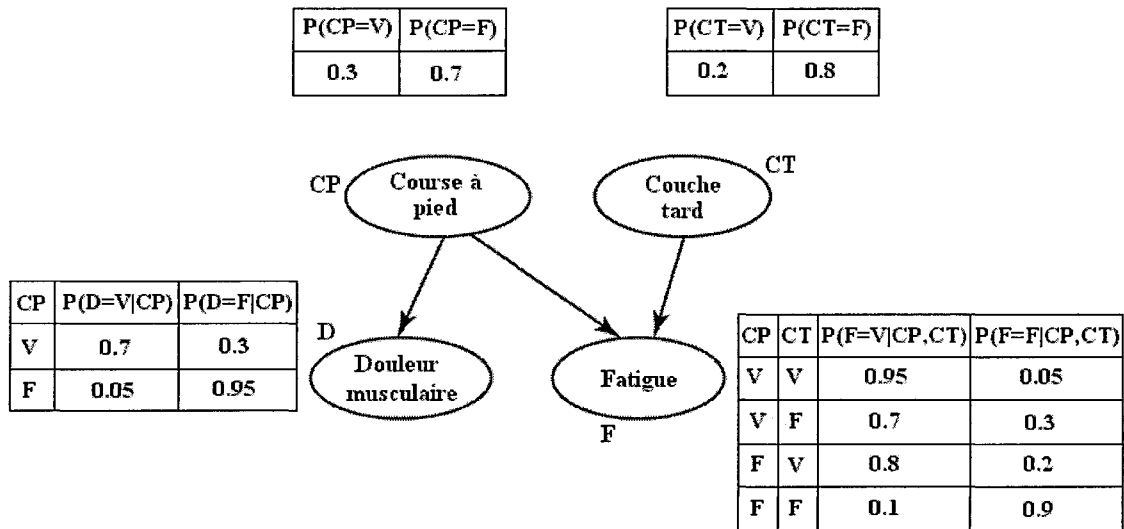 P(CP=V) P(CP=F)
0.3 0.7
P(CT=V) P(CT=F)
0.2 0.8
CP
Course à
pied
CT
Couche
tard
CP P(D=V|CP) P(D=F|CP)
V 0.7 0.3
F 0.05 0.95
D
Douleur
musculaire
Fatigue
F
CP CT P(F=V|CP,CT) P(F=F|CP,CT)
V V 0.95 0.05
V F 0.7 0.3
F V 0.8 0.2
F F 0.1 0.9